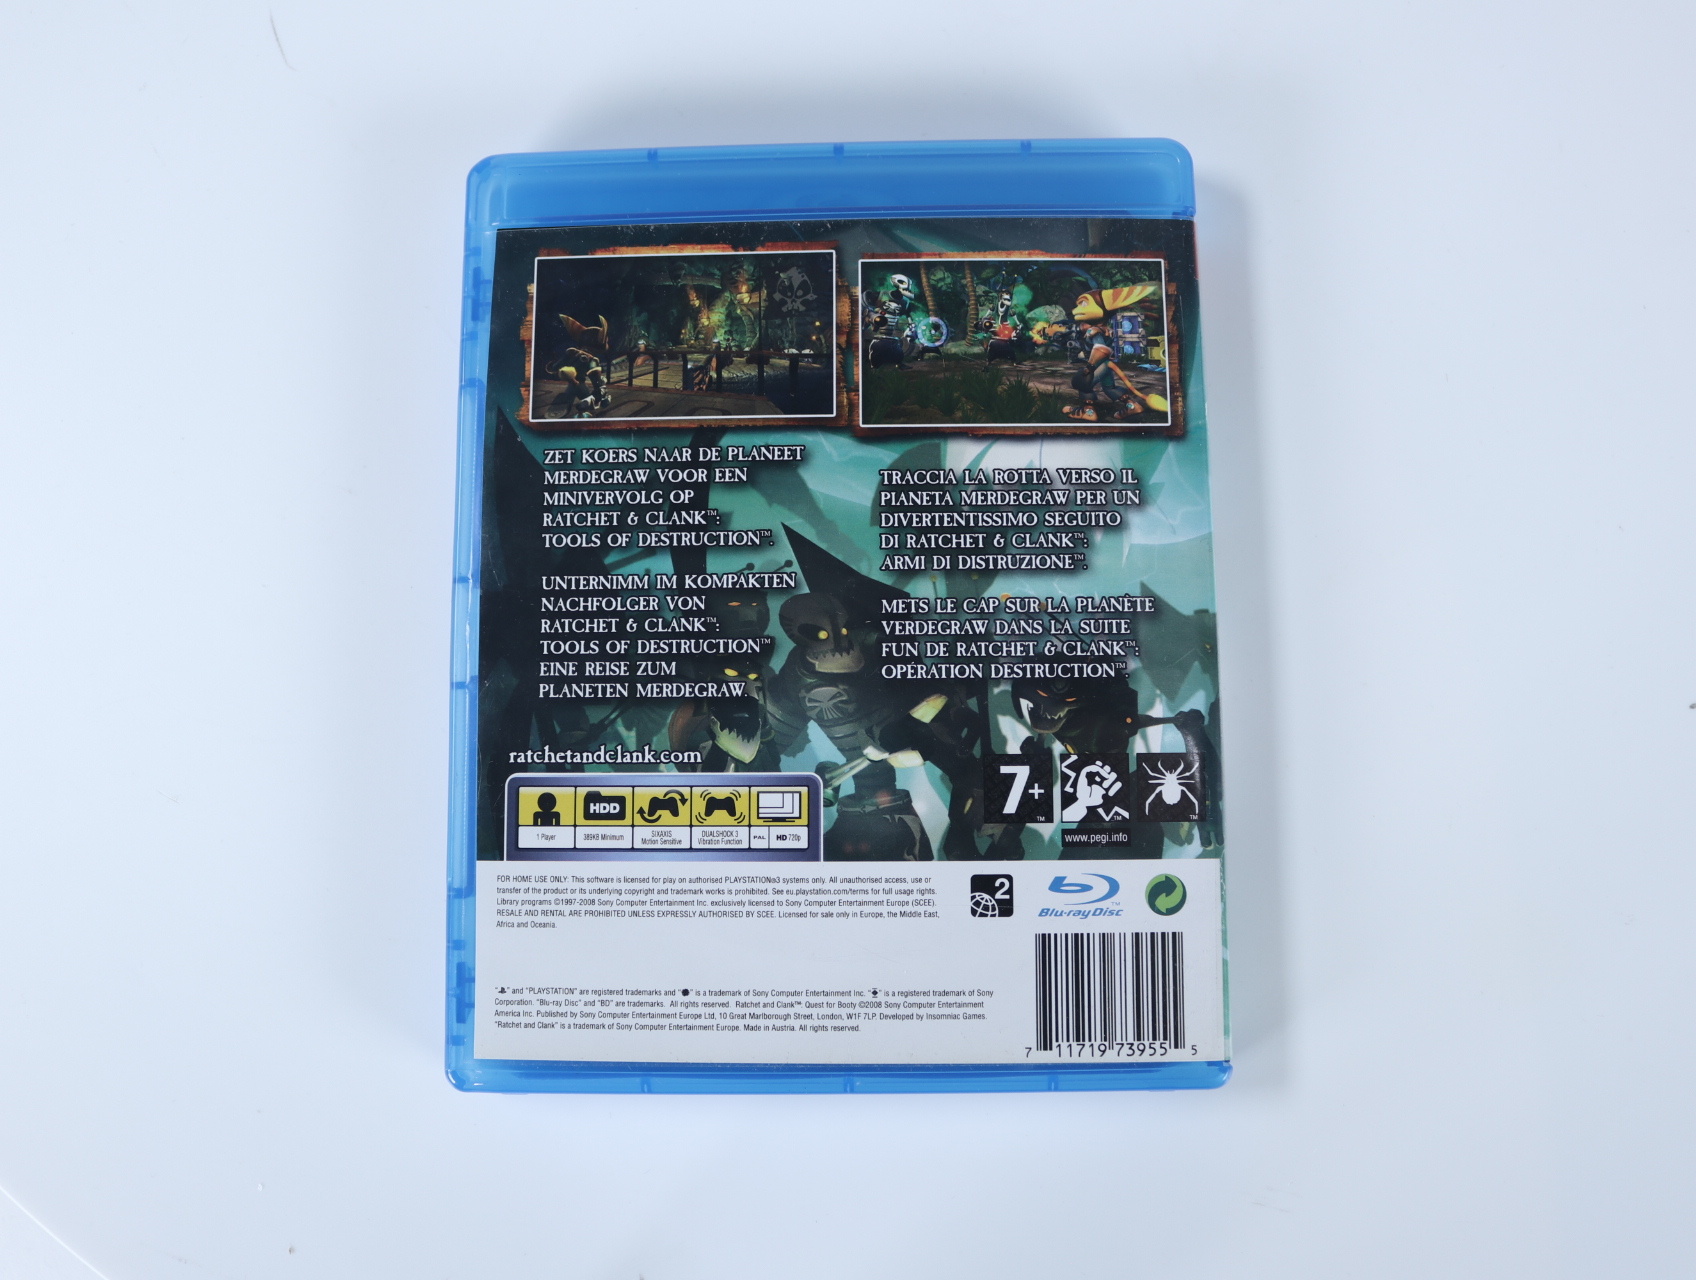 ZET KOERS NAAR DE PLANEET
MERDEGRAW VOOR EEN
MINIVERVOLG OP
RATCHET & CLANK™:
TOOLS OF DESTRUCTION™.
UNTERNIMM IM KOMPAKTEN
NACHFOLGER VON
RATCHET & CLANK™:
TOOLS OF DESTRUCTION™
EINE REISE ZUM
PLANETEN MERDEGRAW.
TRACCIA LA ROTTA VERSO IL
PIANETA MERDEGRAW PER UN
DIVERTENTISSIMO SEGUITO
DI RATCHET & CLANK™:
ARMI DI DISTRUZIONE™.
METS LE CAP SUR LA PLANÈTE
VERDEGRAW DANS LA SUITE
FUN DE RATCHET & CLANK™:
OPÉRATION DESTRUCTION™.
ratchetandclank.com
HDD
1 Player
389KB Minimum
SIXAXIS
Motion Sensitive
DUALSHOCK 3
Vibration Function
PAL
HD 720p
7+
™
™
™
www.pegi.info
FOR HOME USE ONLY: This software is licensed for play on authorised PLAYSTATION®3 systems only. All unauthorised access, use or
transfer of the product or its underlying copyright and trademark works is prohibited. See eu.playstation.com/terms for full usage rights.
Library programs ©1997-2008 Sony Computer Entertainment Inc. exclusively licensed to Sony Computer Entertainment Europe (SCEE).
RESALE AND RENTAL ARE PROHIBITED UNLESS EXPRESSLY AUTHORISED BY SCEE. Licensed for sale only in Europe, the Middle East,
Africa and Oceania.
2
Blu-ray Disc
™
" " and "PLAYSTATION" are registered trademarks and " " is a trademark of Sony Computer Entertainment Inc. " " is a registered trademark of Sony
Corporation. "Blu-ray Disc" and "BD" are trademarks. All rights reserved. Ratchet and Clank™: Quest for Booty ©2008 Sony Computer Entertainment
America Inc. Published by Sony Computer Entertainment Europe Ltd, 10 Great Marlborough Street, London, W1F 7LP. Developed by Insomniac Games.
"Ratchet and Clank" is a trademark of Sony Computer Entertainment Europe. Made in Austria. All rights reserved.
7 11719 73955 5